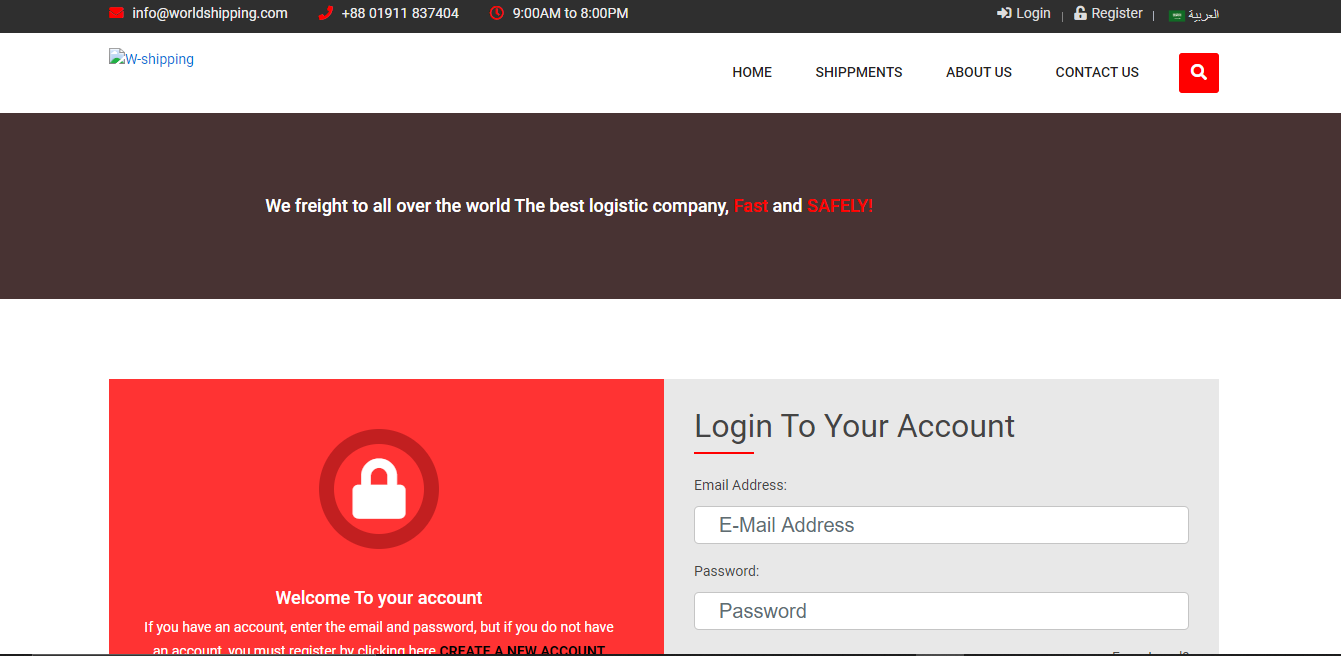 info@worldshipping.com +88 01911 837404 9:00AM to 8:00PM Login | Register | العربية
W-shipping HOME SHIPPMENTS ABOUT US CONTACT US
We freight to all over the world The best logistic company, Fast and SAFELY!
Login To Your Account
Email Address:
E-Mail Address
Password:
Password
Welcome To your account
If you have an account, enter the email and password, but if you do not have
an account, you must register by clicking here CREATE A NEW ACCOUNT